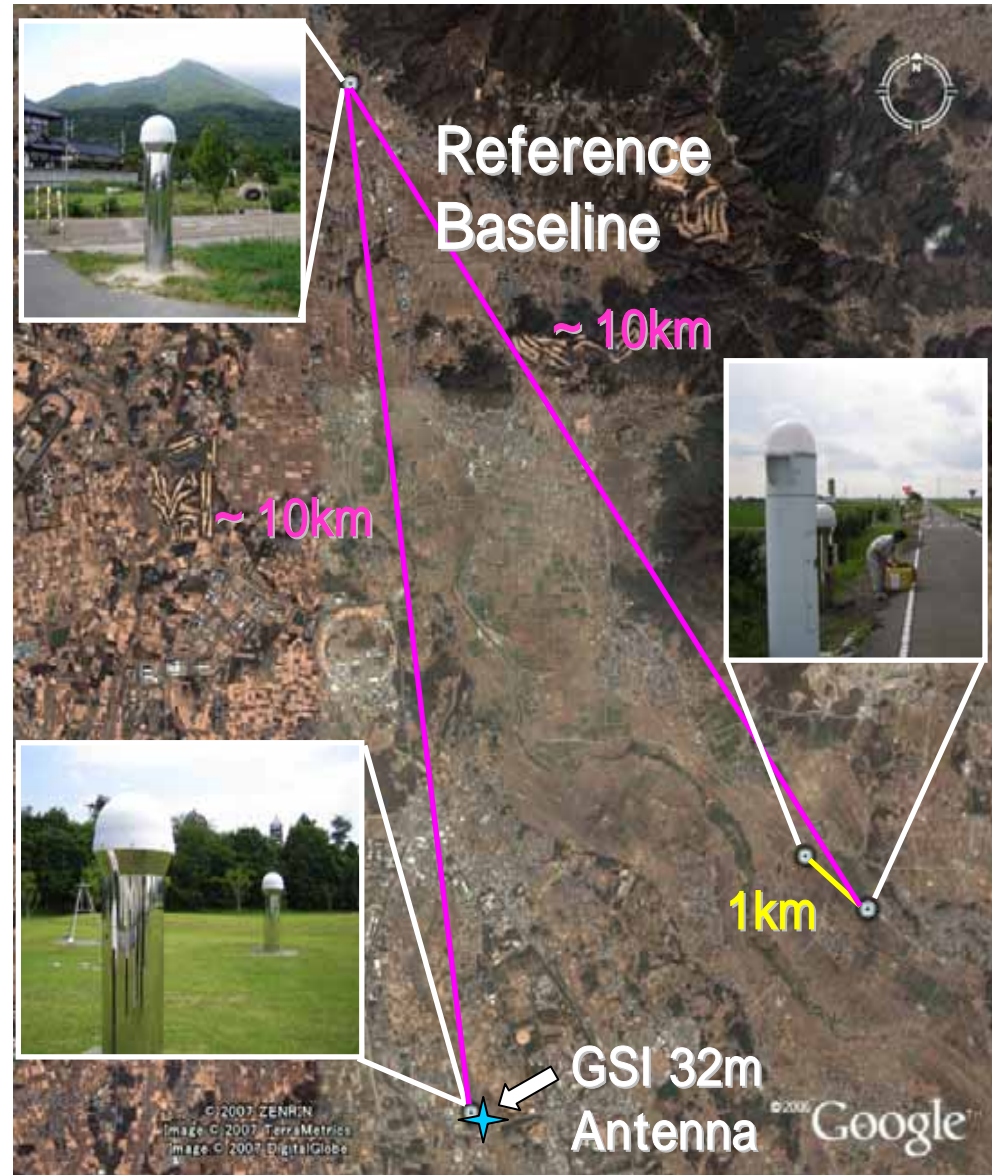 N
Reference
Baseline
~ 10km
~ 10km
1km
GSI 32m
Antenna
© 2007 ZENRIN
Image © 2007 TerraMetrics
Image © 2007 DigitalGlobe
©2006 Google